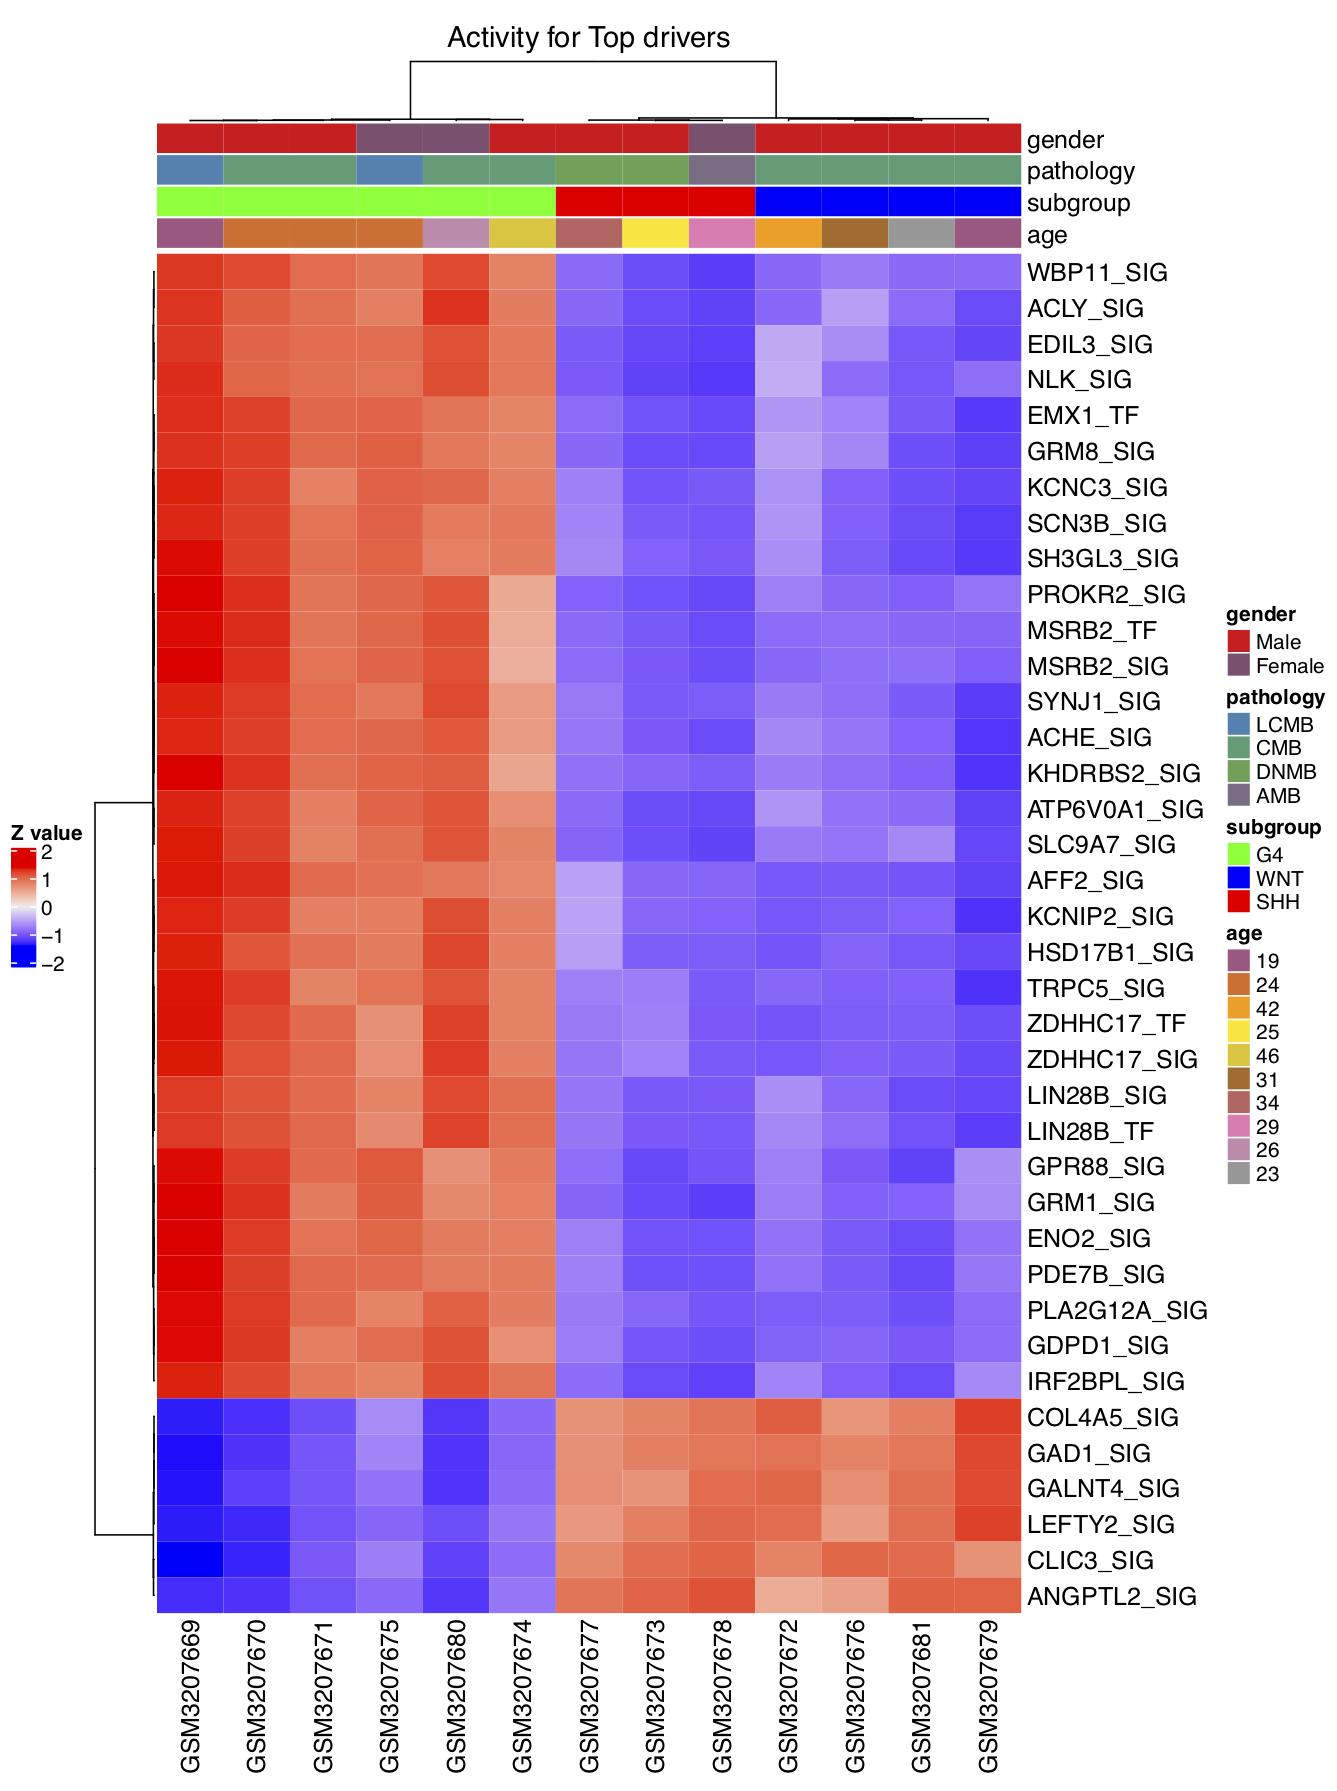 Activity for Top drivers
gender
pathology
subgroup
age
WBP11_SIG
ACLY_SIG
EDIL3_SIG
NLK_SIG
EMX1_TF
GRM8_SIG
KCNC3_SIG
SCN3B_SIG
SH3GL3_SIG
PROKR2_SIG
MSRB2_TF
MSRB2_SIG
SYNJ1_SIG
ACHE_SIG
KHDRBS2_SIG
ATP6V0A1_SIG
SLC9A7_SIG
AFF2_SIG
KCNIP2_SIG
HSD17B1_SIG
TRPC5_SIG
ZDHHC17_TF
ZDHHC17_SIG
LIN28B_SIG
LIN28B_TF
GPR88_SIG
GRM1_SIG
ENO2_SIG
PDE7B_SIG
PLA2G12A_SIG
GDPD1_SIG
IRF2BPL_SIG
COL4A5_SIG
GAD1_SIG
GALNT4_SIG
LEFTY2_SIG
CLIC3_SIG
ANGPTL2_SIG
GSM3207669
GSM3207670
GSM3207671
GSM3207675
GSM3207680
GSM3207674
GSM3207677
GSM3207673
GSM3207678
GSM3207672
GSM3207676
GSM3207681
GSM3207679
Z value
2
1
0
−1
−2
gender
Male
Female
pathology
LCMB
CMB
DNMB
AMB
subgroup
G4
WNT
SHH
age
19
24
42
25
46
31
34
29
26
23